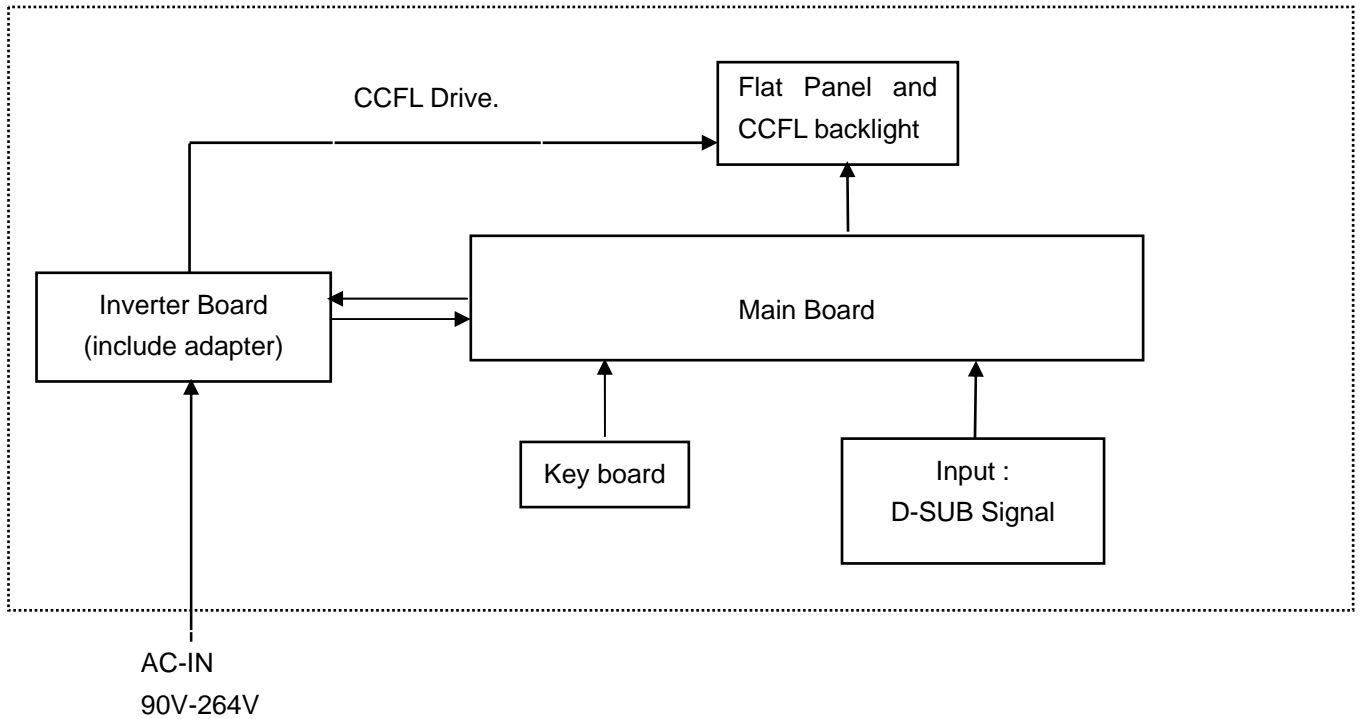 CCFL Drive.
Flat Panel and
CCFL backlight
Inverter Board
(include adapter)
Main Board
Key board
Input :
D-SUB Signal
AC-IN
90V-264V